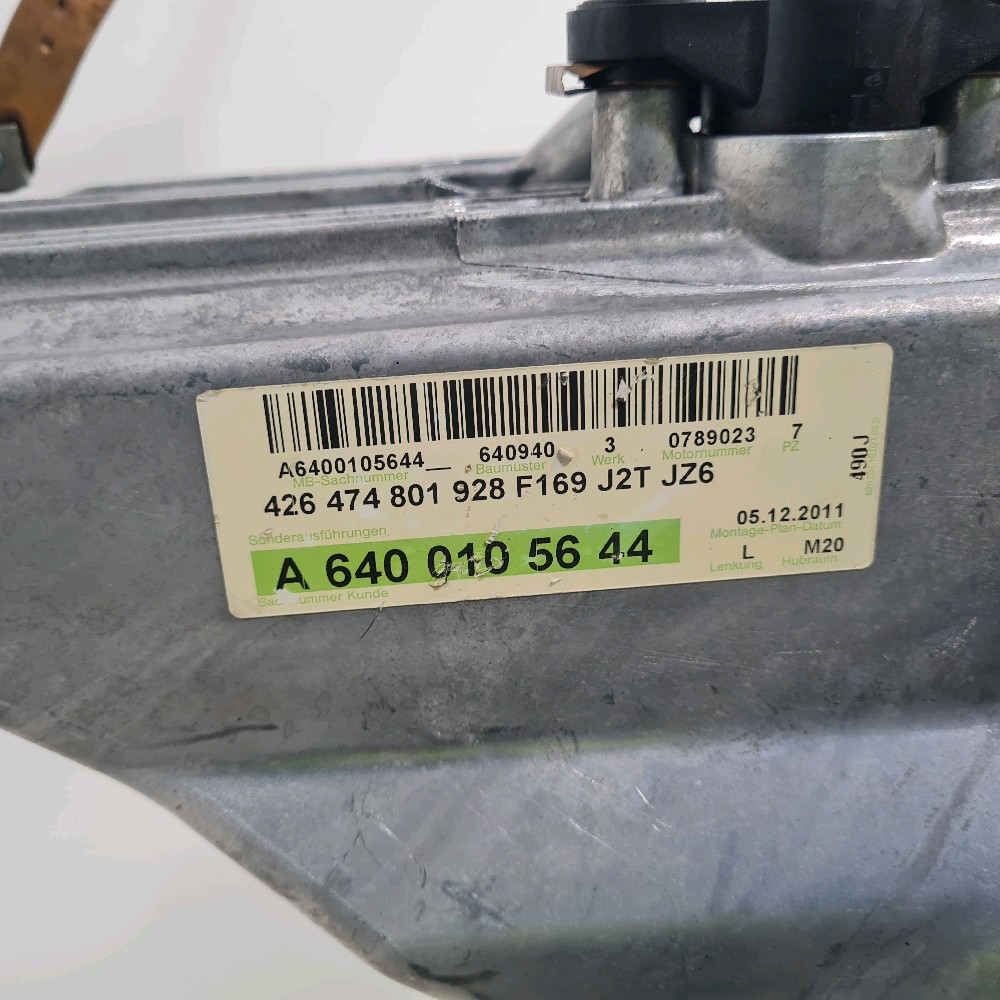 A6400105644__ 640940 3 0789023 7
MB-Sachnummer Baumuster Werk Motornummer PZ
426 474 801 928 F169 J2T JZ6
490J
Sonderausführungen
05.12.2011
Montage-Plan-Datum
A 640 010 56 44
L M20
Lenkung Hubraum
Sachnummer Kunde